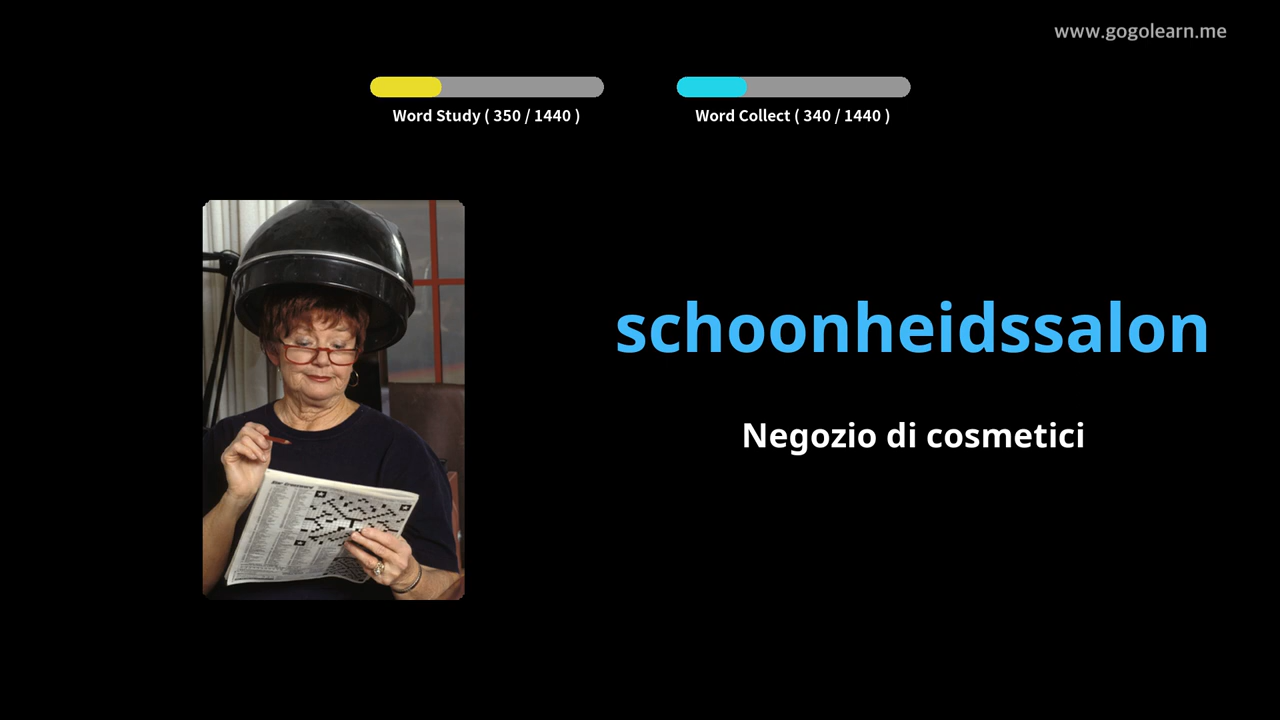 www.gogolearn.me
Word Study ( 350 / 1440 )
Word Collect ( 340 / 1440 )
schoonheidssalon
Negozio di cosmetici